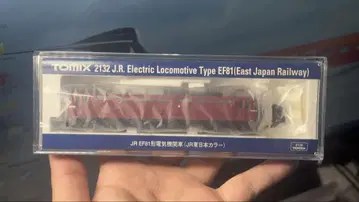 TOMIX 2132 J.R. Electric Locomotive Type EF81(East Japan Railway)
JR EF81形電気機関車(JR東日本カラー)